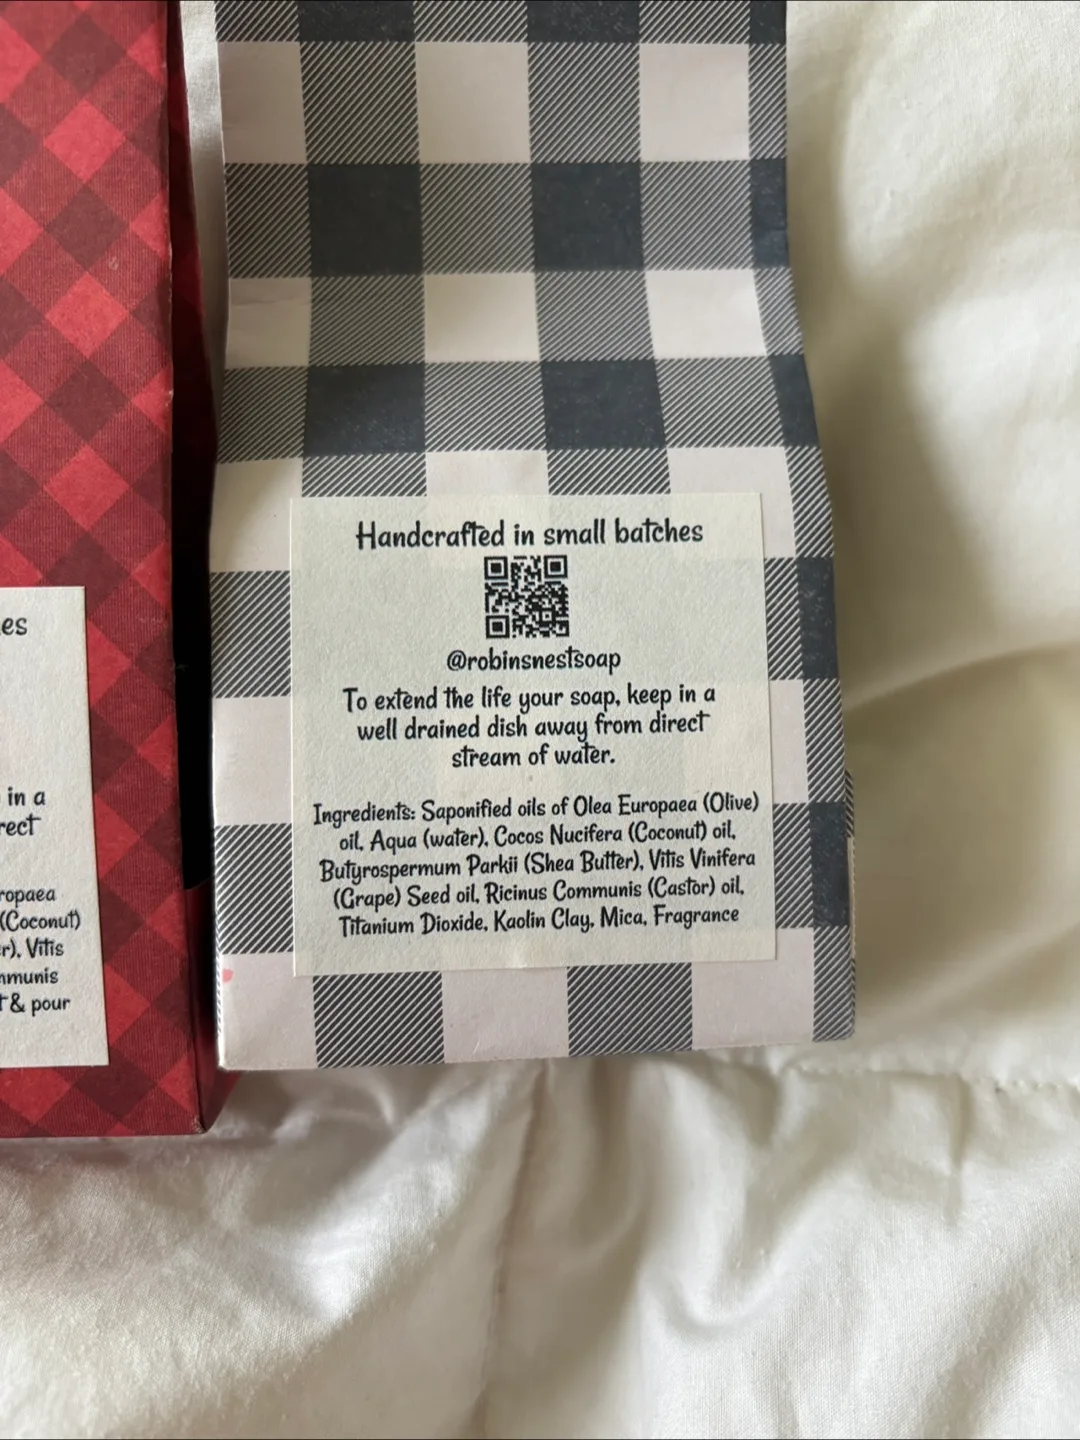 Handcrafted in small batches
@robinsnestsoap
To extend the life your soap, keep in a
well drained dish away from direct
stream of water.
Ingredients: Saponified oils of Olea Europaea (Olive)
oil, Aqua (water), Cocos Nucifera (Coconut) oil,
Butyrospermum Parkii (Shea Butter), Vitis Vinifera
(Grape) Seed oil, Ricinus Communis (Castor) oil,
Titanium Dioxide, Kaolin Clay, Mica, Fragrance
es
in a
rect
ropaea
(Coconut)
r), Vitis
mmunis
t & pour